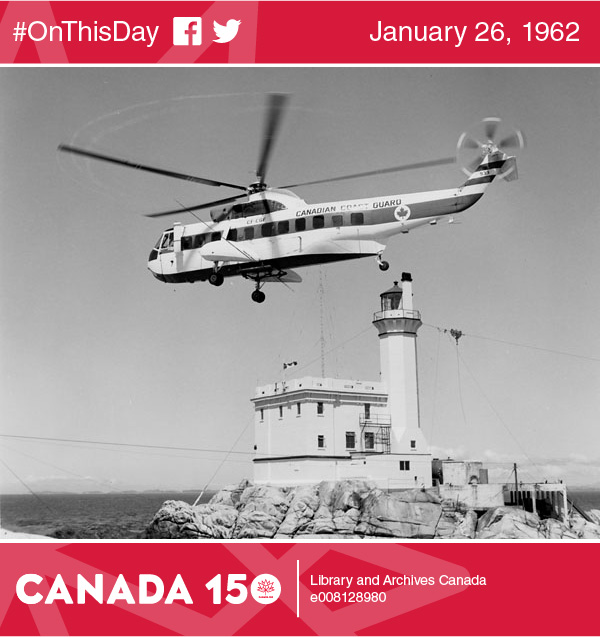 #OnThisDay
January 26, 1962
CANADIAN COAST GUARD
CANADA 150
Library and Archives Canada
e008128980